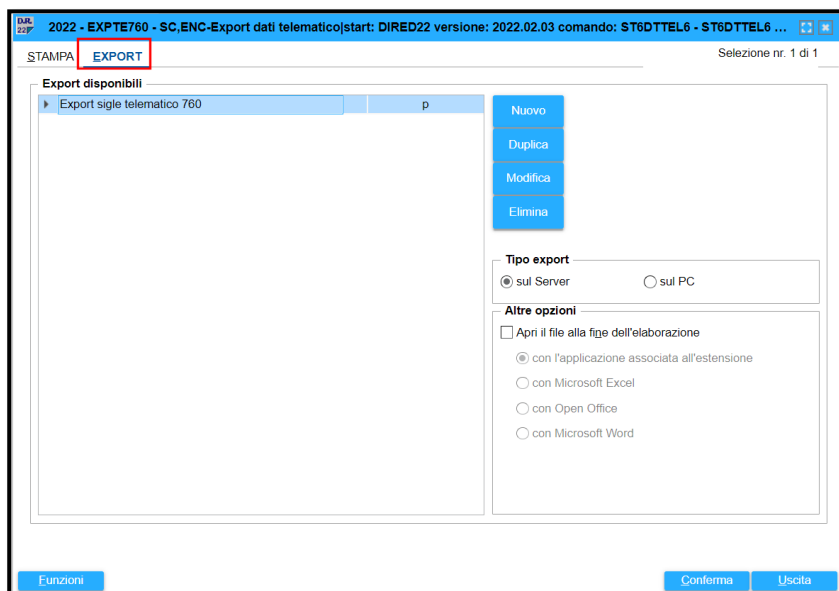 D.R. 22 2022 - EXPTE760 - SC,ENC-Export dati telematico|start: DIRED22 versione: 2022.02.03 comando: ST6DTTEL6 - ST6DTTEL6 ...
STAMPA EXPORT Selezione nr. 1 di 1
Export disponibili
Export sigle telematico 760 p
Nuovo
Duplica
Modifica
Elimina
Tipo export
sul Server sul PC
Altre opzioni
Apri il file alla fine dell'elaborazione
con l'applicazione associata all'estensione
con Microsoft Excel
con Open Office
con Microsoft Word
Funzioni Conferma Uscita